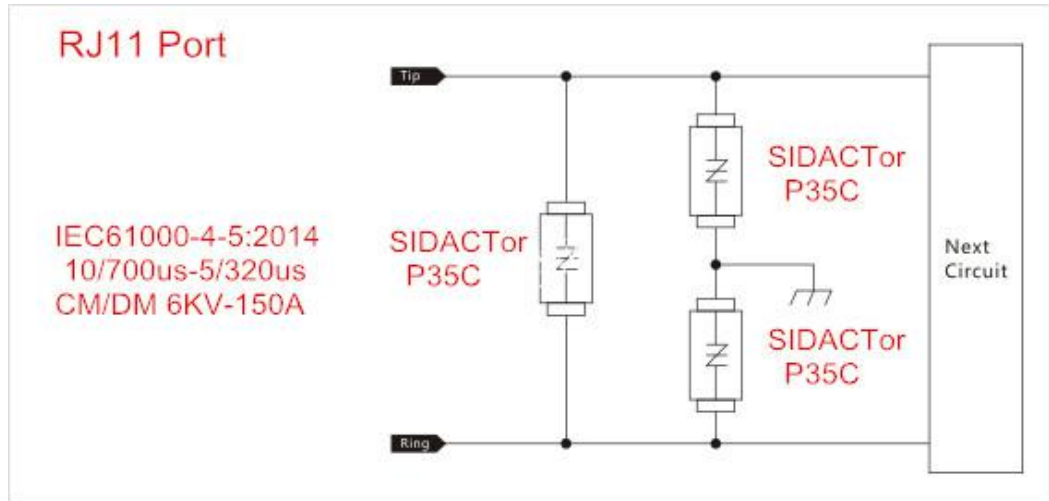 RJ11 Port
Tip
SIDACTor
P35C
IEC61000-4-5:2014
10/700us-5/320us
CM/DM 6KV-150A
SIDACTor
P35C
Next
Circuit
SIDACTor
P35C
Ring